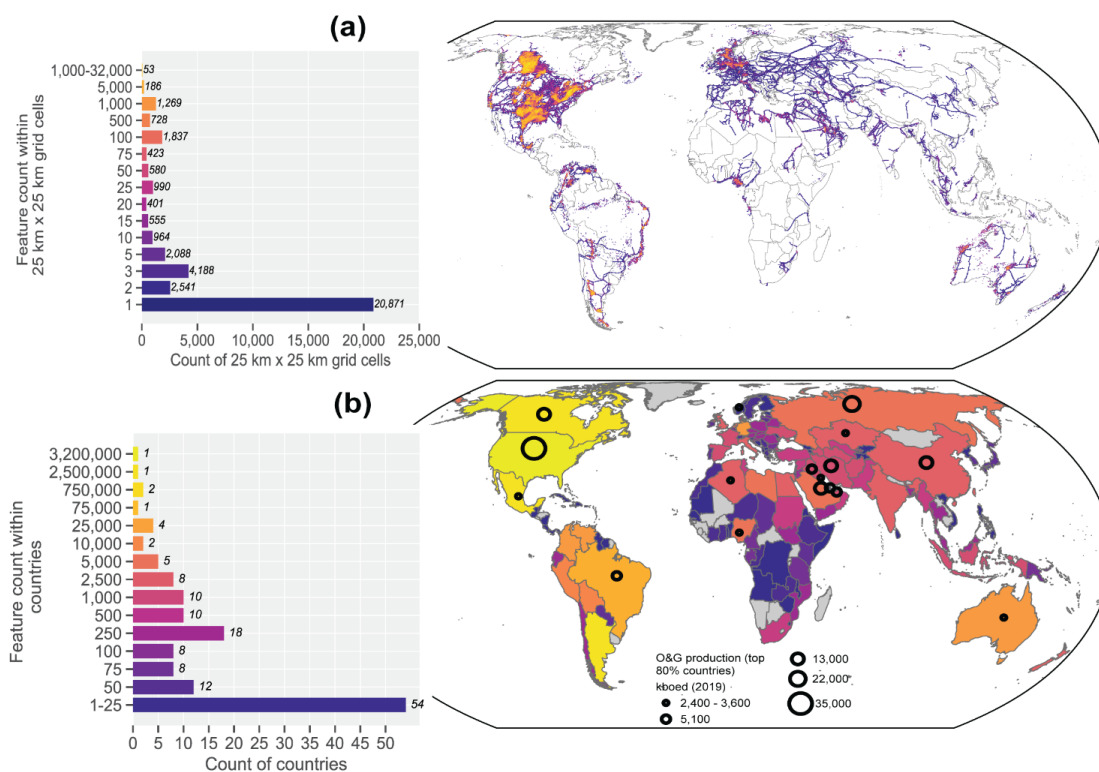 (a)
Feature count within
25 km x 25 km grid cells
1,000-32,000 53
5,000 186
1,000 1,269
500 728
100 1,837
75 423
50 580
25 990
20 401
15 555
10 964
5 2,088
3 4,188
2 2,541
1 20,871
0 5,000 10,000 15,000 20,000 25,000
Count of 25 km x 25 km grid cells
(b)
Feature count within
countries
3,200,000 1
2,500,000 1
750,000 2
75,000 1
25,000 4
10,000 2
5,000 5
2,500 8
1,000 10
500 10
250 18
100 8
75 8
50 12
1-25 54
0 5 10 15 20 25 30 35 40 45 50
Count of countries
O&G production (top
80% countries)
kboed (2019)
2,400 - 3,600
5,100
13,000
22,000
35,000